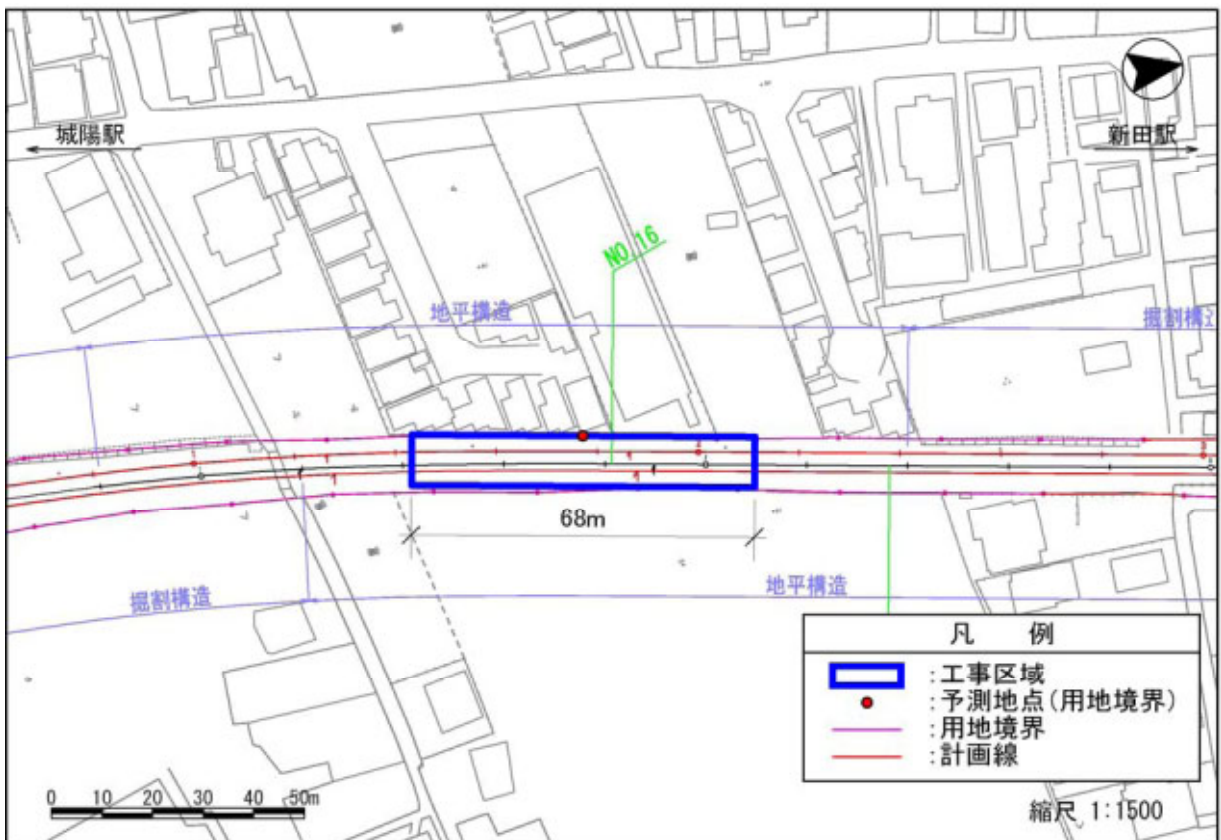 城陽駅
新田駅
NO.16
地平構造
掘割構造
68m
掘割構造
地平構造
凡 例
:工事区域
:予測地点(用地境界)
:用地境界
:計画線
0 10 20 30 40 50m
縮尺 1:1500